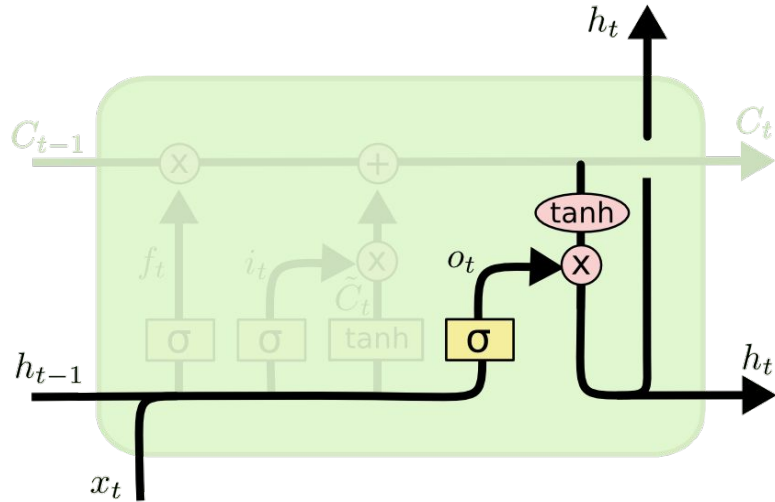 h_t
C_{t-1}
C_t
x
+
tanh
f_t
i_t
x
o_t
x
C̃_t
σ
σ
tanh
σ
h_{t-1}
h_t
x_t